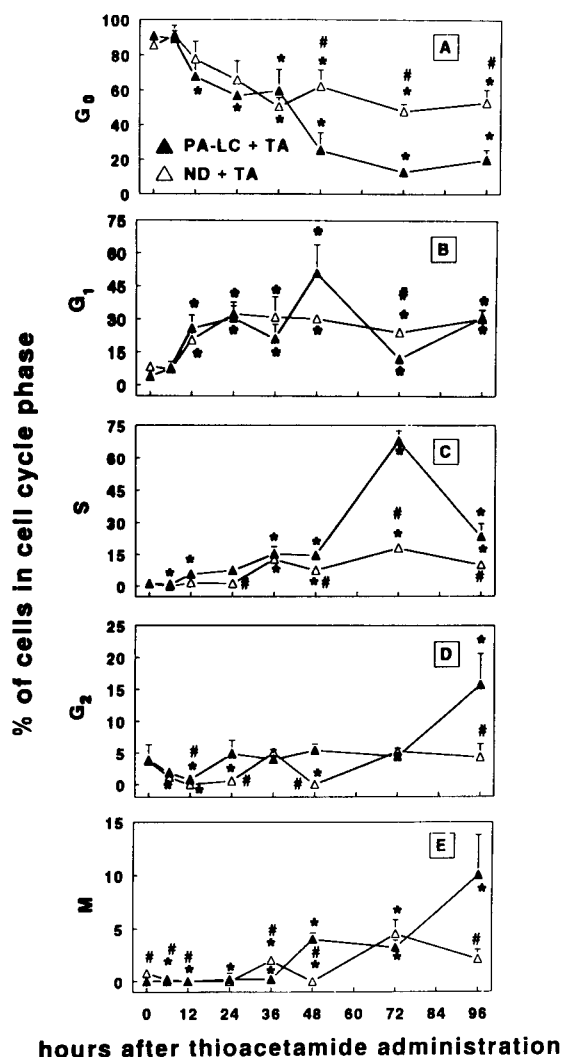 % of cells in cell cycle phase
100
80
60
40
20
0
G0
A
▲ PA-LC + TA
△ ND + TA
75
60
45
30
15
0
G1
B
75
60
45
30
15
0
S
C
25
20
15
10
5
0
G2
D
15
10
5
0
M
E
0 12 24 36 48 60 72 84 96
hours after thioacetamide administration